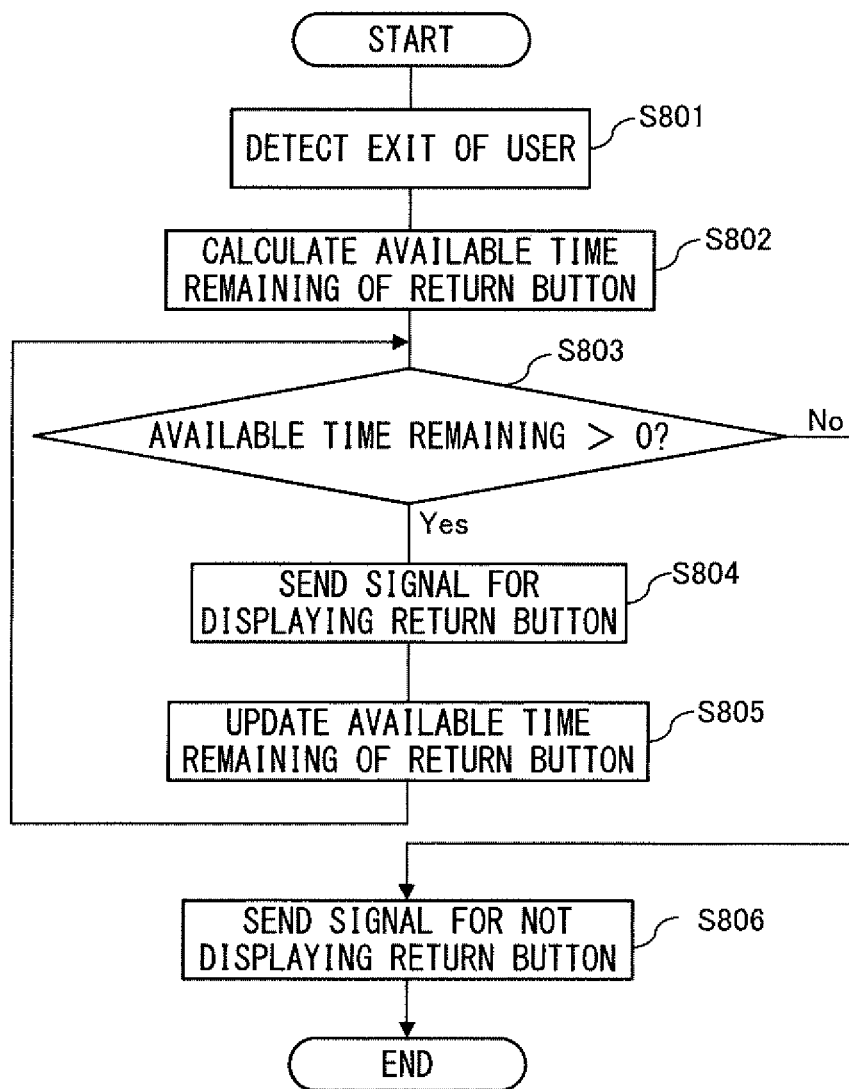 START
DETECT EXIT OF USER
S801
CALCULATE AVAILABLE TIME
REMAINING OF RETURN BUTTON
S802
S803
AVAILABLE TIME REMAINING > 0?
No
Yes
SEND SIGNAL FOR
DISPLAYING RETURN BUTTON
S804
UPDATE AVAILABLE TIME
REMAINING OF RETURN BUTTON
S805
SEND SIGNAL FOR NOT
DISPLAYING RETURN BUTTON
S806
END